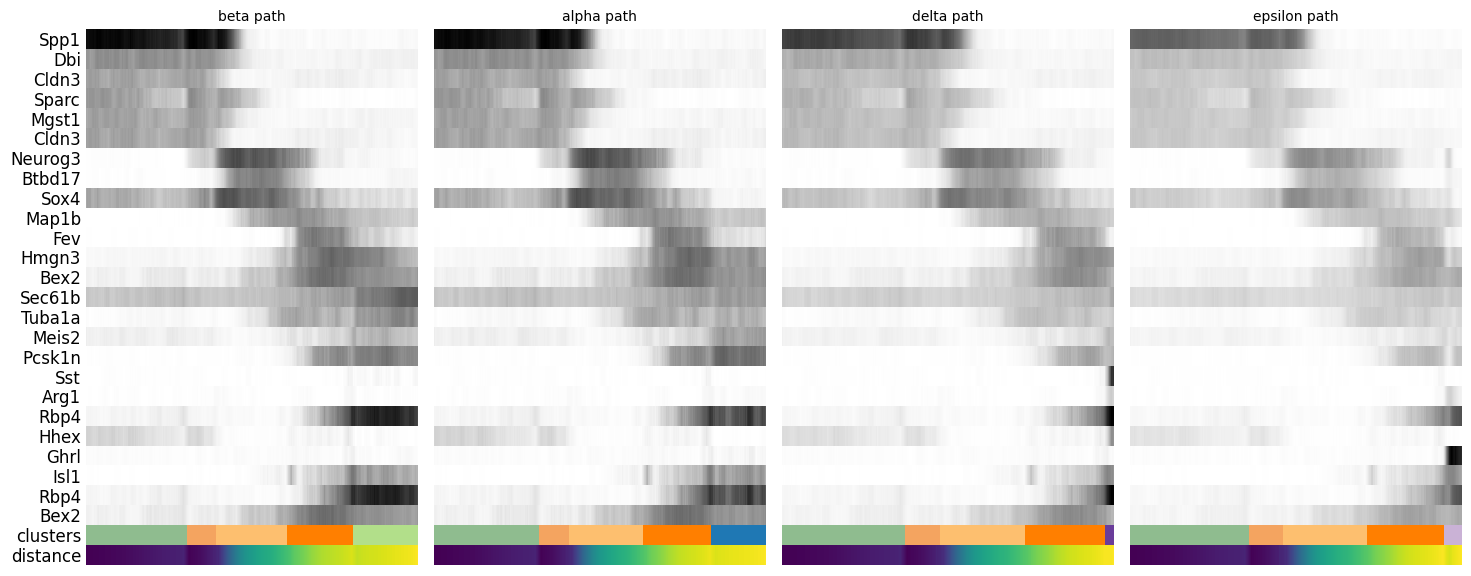 beta path
alpha path
delta path
epsilon path
Spp1
Dbi
Cldn3
Sparc
Mgst1
Cldn3
Neurog3
Btbd17
Sox4
Map1b
Fev
Hmgn3
Bex2
Sec61b
Tuba1a
Meis2
Pcsk1n
Sst
Arg1
Rbp4
Hhex
Ghrl
Isl1
Rbp4
Bex2
clusters
distance